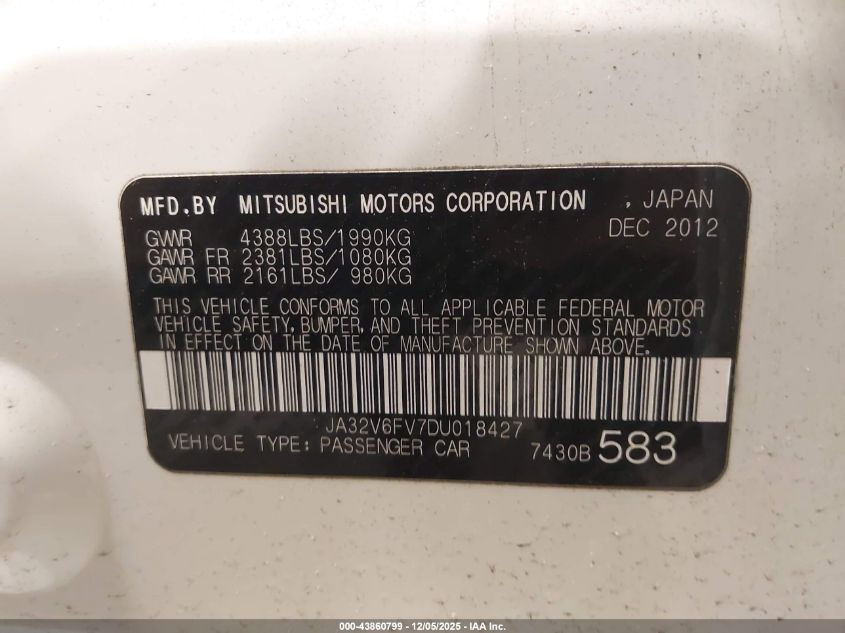 MFD.BY MITSUBISHI MOTORS CORPORATION , JAPAN
DEC 2012
GVWR 4388LBS/1990KG
GAWR FR 2381LBS/1080KG
GAWR RR 2161LBS/ 980KG
THIS VEHICLE CONFORMS TO ALL APPLICABLE FEDERAL MOTOR
VEHICLE SAFETY, BUMPER, AND THEFT PREVENTION STANDARDS
IN EFFECT ON THE DATE OF MANUFACTURE SHOWN ABOVE.
JA32V6FV7DU018427
VEHICLE TYPE: PASSENGER CAR 7430B 583
000-43860799 - 12/05/2025 - IAA Inc.